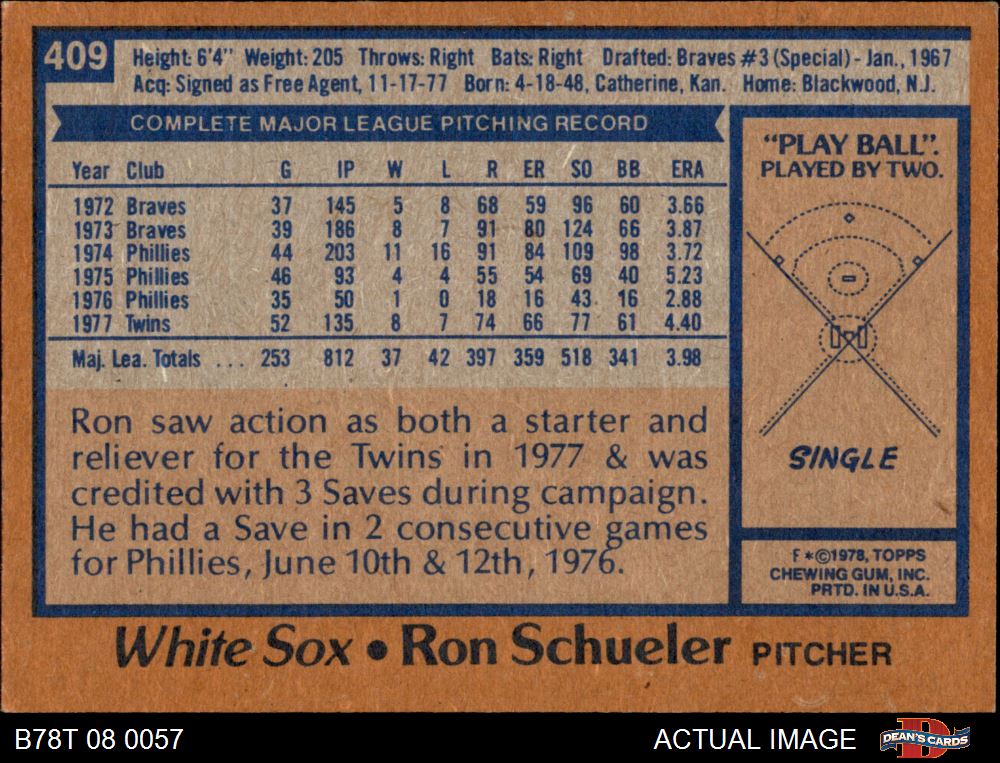 409
Height: 6'4" Weight: 205 Throws: Right Bats: Right Drafted: Braves #3 (Special) - Jan., 1967
Acq: Signed as Free Agent, 11-17-77 Born: 4-18-48, Catherine, Kan. Home: Blackwood, N.J.
COMPLETE MAJOR LEAGUE PITCHING RECORD
Year Club G IP W L R ER SO BB ERA
1972 Braves 37 145 5 8 68 59 96 60 3.66
1973 Braves 39 186 8 7 91 80 124 66 3.87
1974 Phillies 44 203 11 16 91 84 109 98 3.72
1975 Phillies 46 93 4 4 55 54 69 40 5.23
1976 Phillies 35 50 1 0 18 16 43 16 2.88
1977 Twins 52 135 8 7 74 66 77 61 4.40
Maj. Lea. Totals ... 253 812 37 42 397 359 518 341 3.98
Ron saw action as both a starter and
reliever for the Twins in 1977 & was
credited with 3 Saves during campaign.
He had a Save in 2 consecutive games
for Phillies, June 10th & 12th, 1976.
"PLAY BALL".
PLAYED BY TWO.
SINGLE
F *©1978, TOPPS
CHEWING GUM, INC.
PRTD. IN U.S.A.
White Sox • Ron Schueler PITCHER
B78T 08 0057
ACTUAL IMAGE
D
DEAN'S CARDS